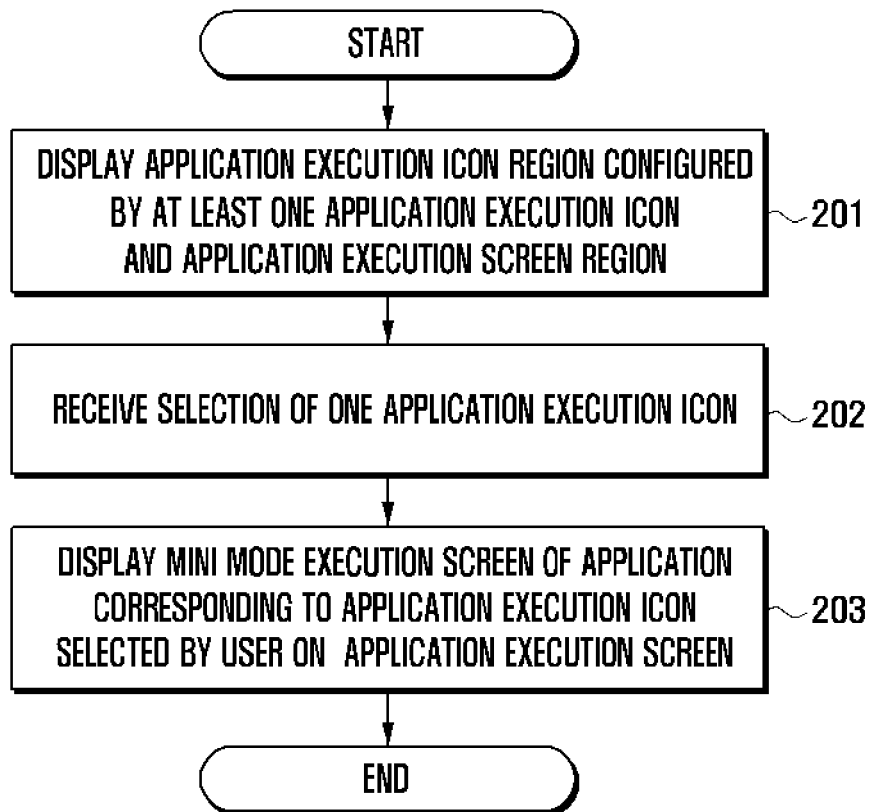 START
DISPLAY APPLICATION EXECUTION ICON REGION CONFIGURED
BY AT LEAST ONE APPLICATION EXECUTION ICON
AND APPLICATION EXECUTION SCREEN REGION
201
RECEIVE SELECTION OF ONE APPLICATION EXECUTION ICON
202
DISPLAY MINI MODE EXECUTION SCREEN OF APPLICATION
CORRESPONDING TO APPLICATION EXECUTION ICON
SELECTED BY USER ON APPLICATION EXECUTION SCREEN
203
END